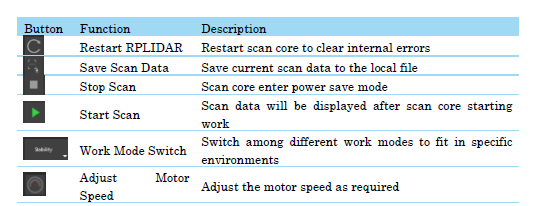 Button Function Description
Restart RPLIDAR Restart scan core to clear internal errors
Save Scan Data Save current scan data to the local file
Stop Scan Scan core enter power save mode
Start Scan Scan data will be displayed after scan core starting
work
Stability Work Mode Switch Switch among different work modes to fit in specific
environments
Adjust Motor
Speed Adjust the motor speed as required